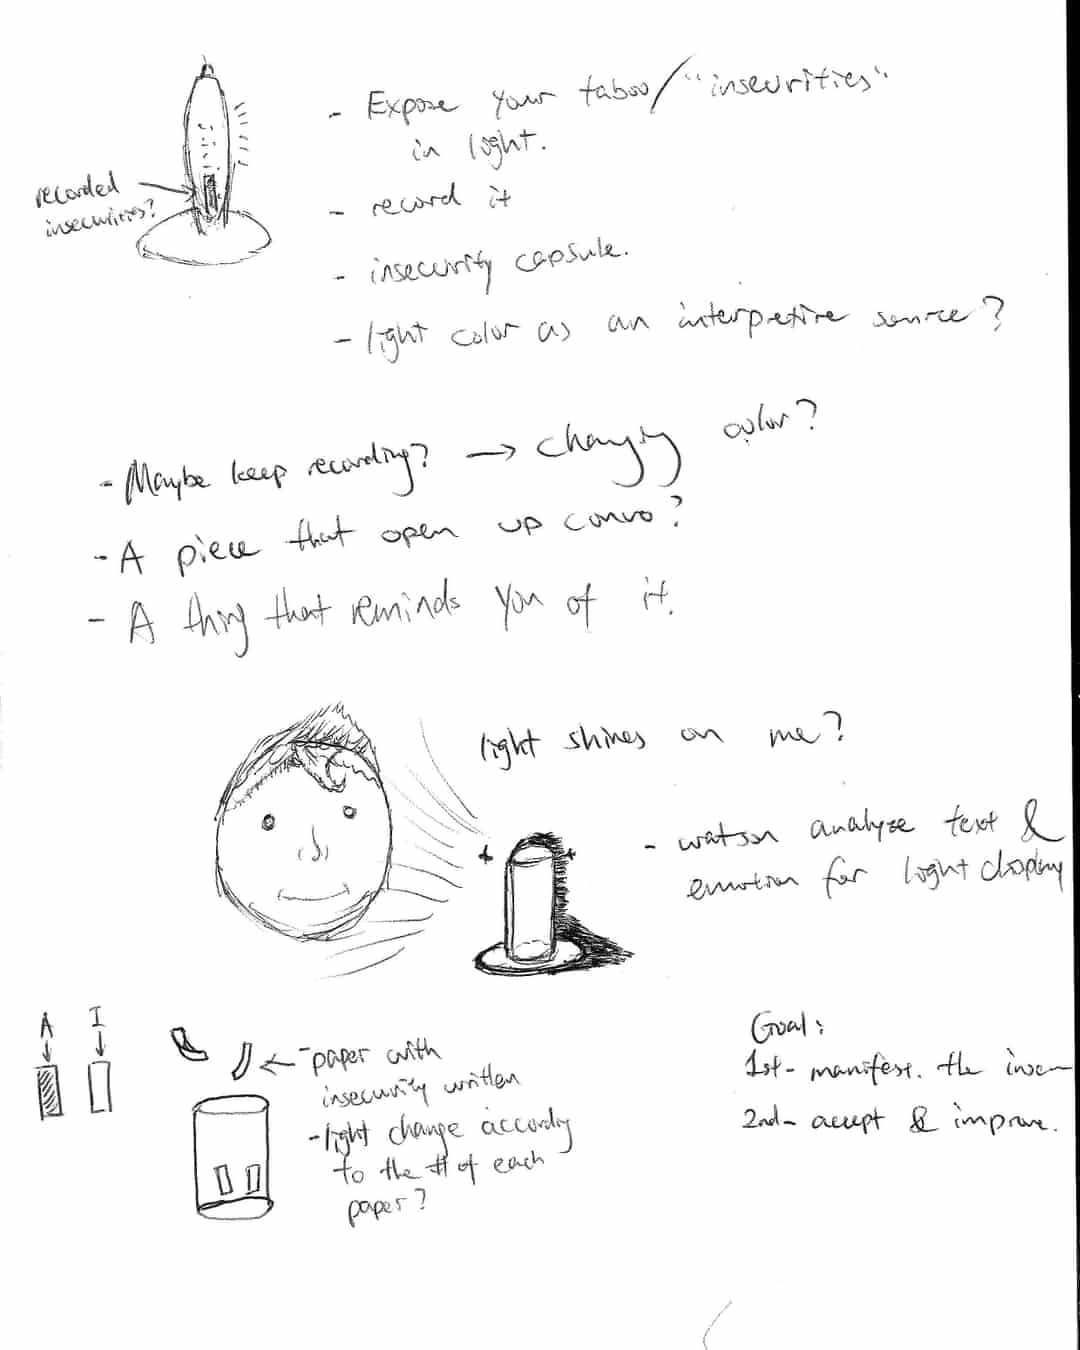 - Expose your taboo/"insecurities"
in light.
recorded
insecurities?
- record it
- insecurity capsule.
- light color as an interpretive source?
- Maybe keep recording? → changing color?
- A piece that open up convo?
- A thing that reminds you of it.
light shines on me?
- watson analyze text &
emotion for light display
A I
- paper with
insecurity written
- light change according
to the # of each
paper?
Goal:
1st - manifest. the insecu
2nd - accept & improve.